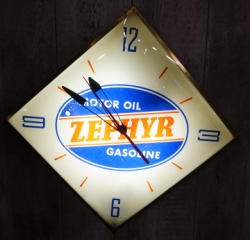 12
MOTOR OIL
ZEPHYR
9 3
GASOLINE
6